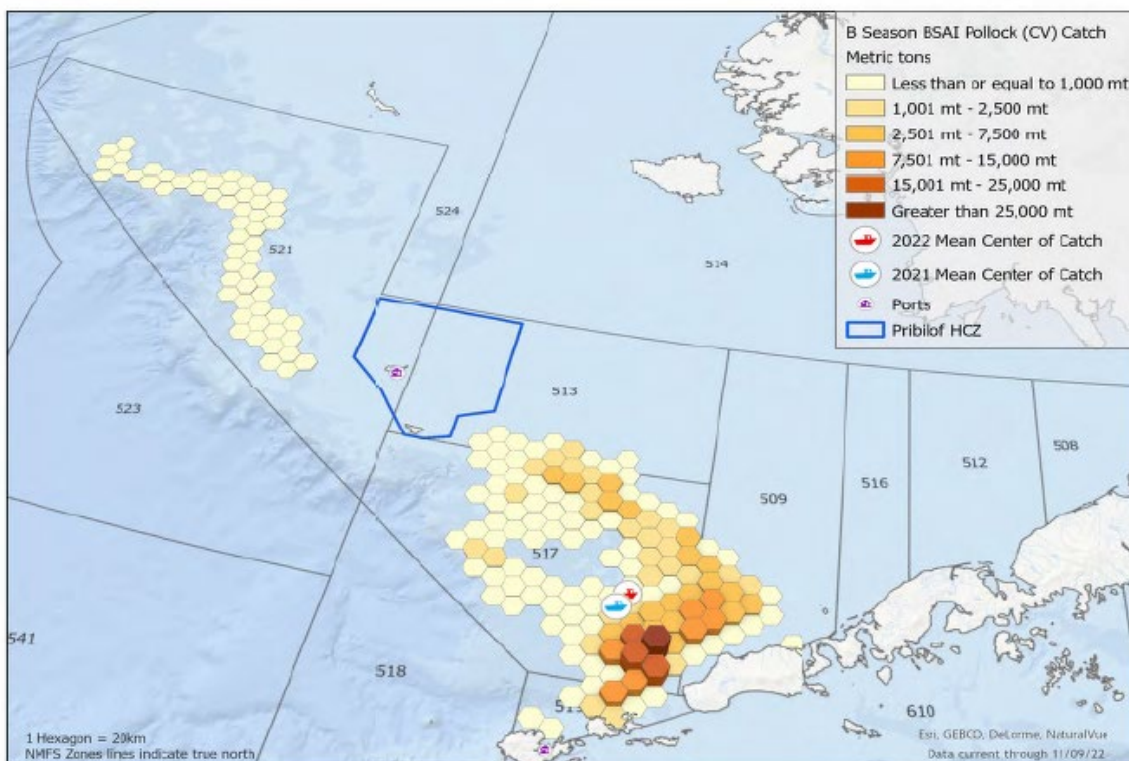 B Season BSAI Pollock (CV) Catch
Metric tons
Less than or equal to 1,000 mt
1,001 mt - 2,500 mt
2,501 mt - 7,500 mt
7,501 mt - 15,000 mt
15,001 mt - 25,000 mt
Greater than 25,000 mt
2022 Mean Center of Catch
2021 Mean Center of Catch
Ports
Pribilof HCZ
524
521
514
513
523
508
512
516
509
517
541
518
610
1 Hexagon = 20km
NMFS Zones lines indicate true north
Esri, GEBCO, DeLorme, NaturalVue
Data current through 11/09/22